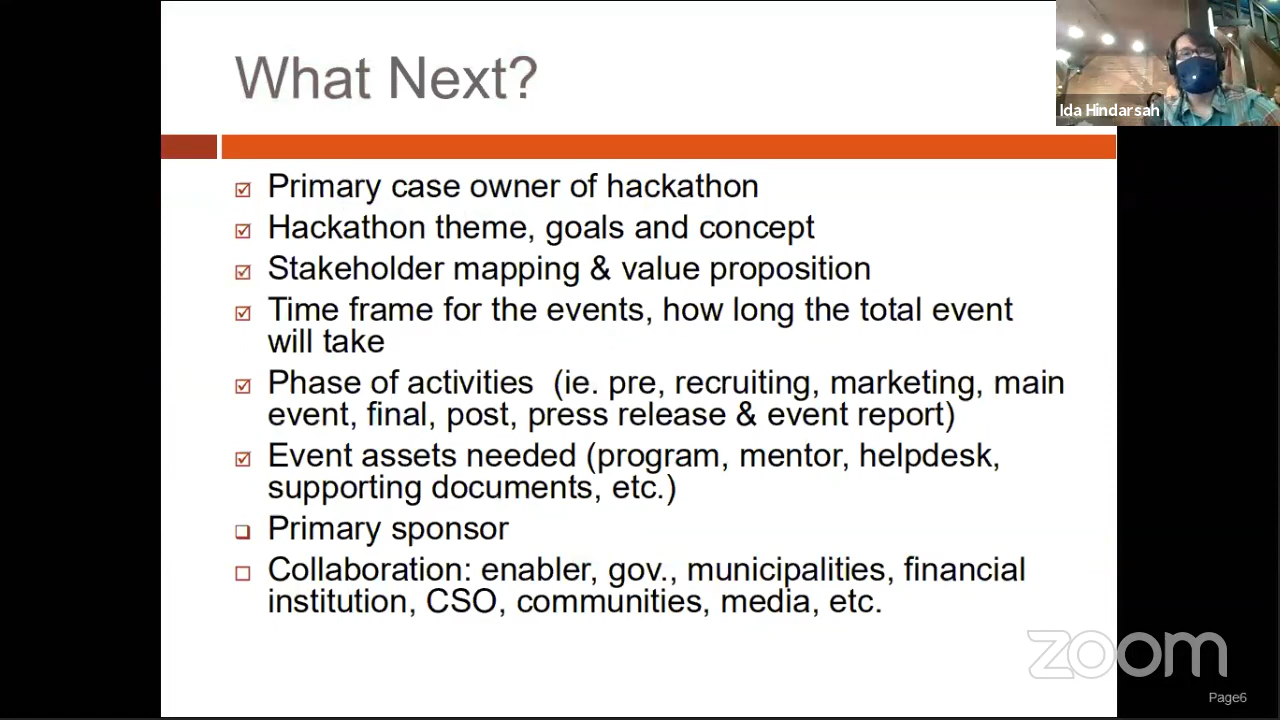 What Next?
Ida Hindarsah
Primary case owner of hackathon
Hackathon theme, goals and concept
Stakeholder mapping & value proposition
Time frame for the events, how long the total event
will take
Phase of activities (ie. pre, recruiting, marketing, main
event, final, post, press release & event report)
Event assets needed (program, mentor, helpdesk,
supporting documents, etc.)
Primary sponsor
Collaboration: enabler, gov., municipalities, financial
institution, CSO, communities, media, etc.
zoom
Page6